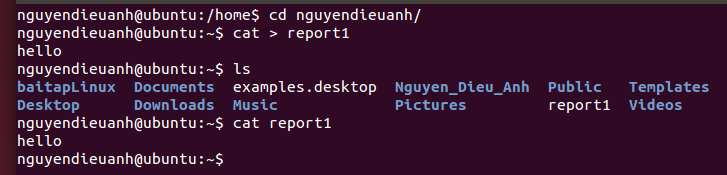 nguyendieuanh@ubuntu:/home$ cd nguyendieuanh/
nguyendieuanh@ubuntu:~$ cat > report1
hello
nguyendieuanh@ubuntu:~$ ls
baitapLinux  Documents  examples.desktop  Nguyen_Dieu_Anh  Public   Templates
Desktop      Downloads  Music             Pictures         report1  Videos
nguyendieuanh@ubuntu:~$ cat report1
hello
nguyendieuanh@ubuntu:~$